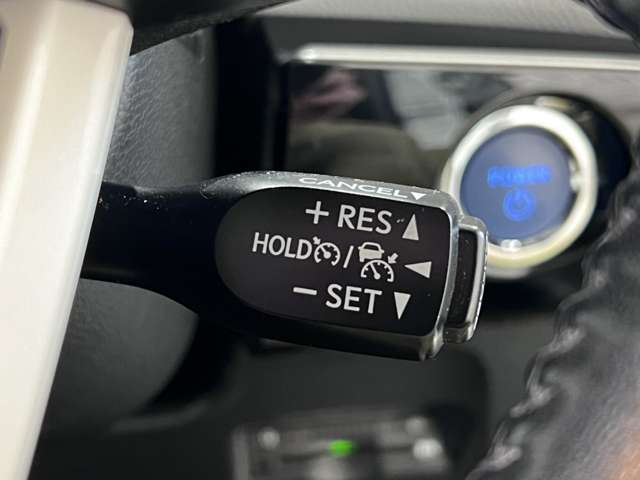 CANCEL▼
+ RES ▲
HOLD / ◄
− SET ▼
POWER